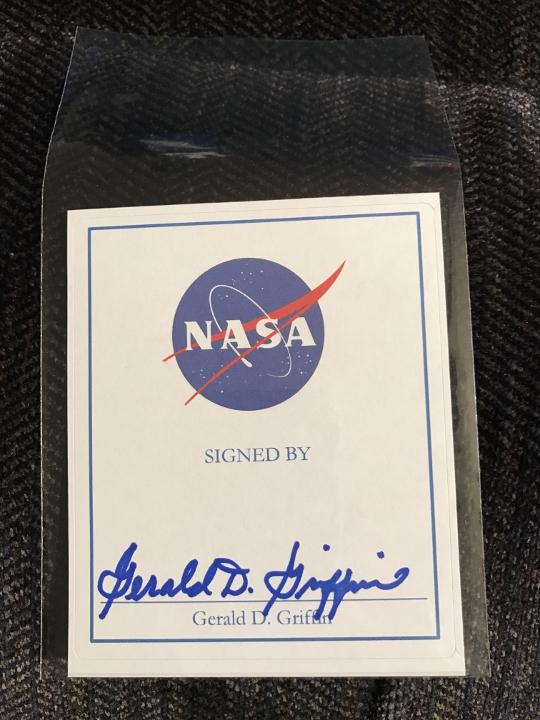 NASA
SIGNED BY
Gerald D. Griffin
Gerald D. Griffin